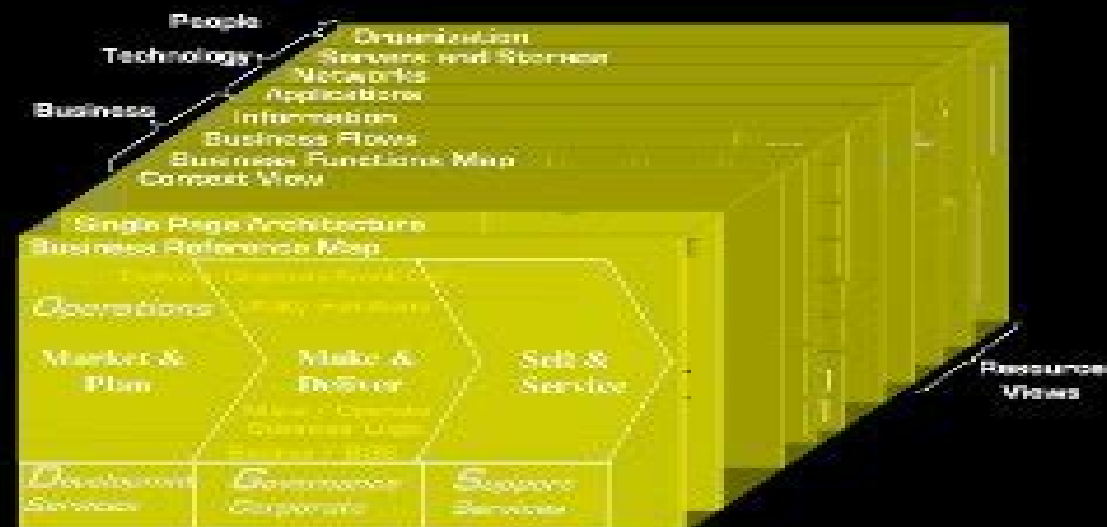 People
Organization
Technology
Servers and Storage
Networks
Applications
Business
Information
Business Flows
Business Functions Map
Context View
Single Page Architecture
Business Reference Map
Operations
Market &
Plan
Make &
Deliver
Sell &
Service
Resource
Views
Development
Services
Governance
Corporate
Support
Services